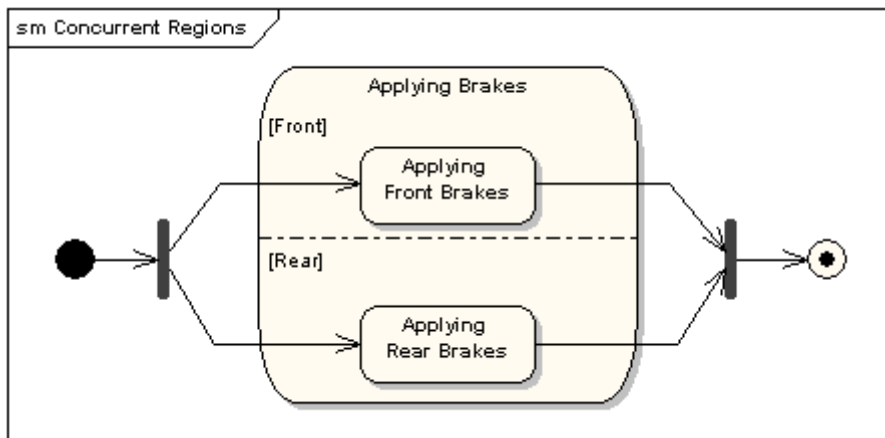 sm Concurrent Regions
Applying Brakes
[Front]
Applying
Front Brakes
[Rear]
Applying
Rear Brakes